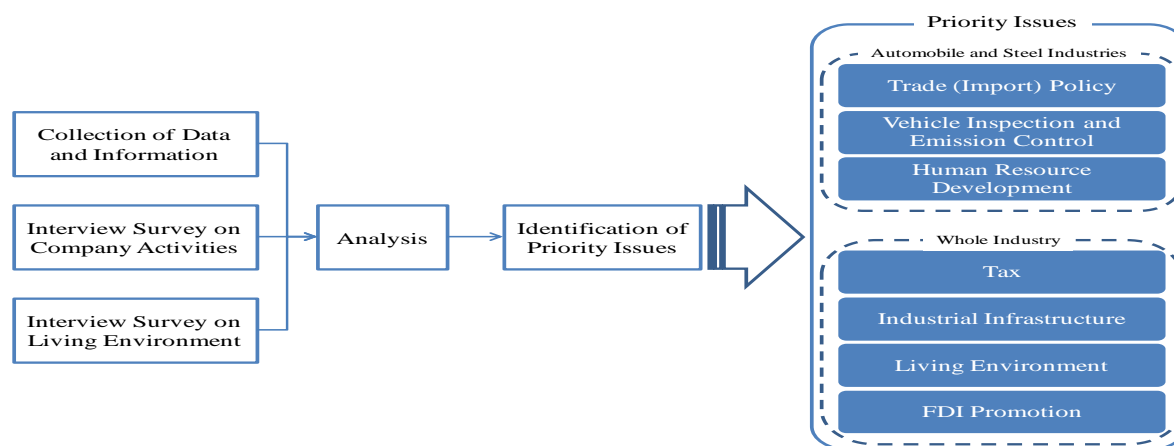 Collection of Data
and Information
Interview Survey on
Company Activities
Interview Survey on
Living Environment
Analysis
Identification of
Priority Issues
Priority Issues
Automobile and Steel Industries
Trade (Import) Policy
Vehicle Inspection and
Emission Control
Human Resource
Development
Whole Industry
Tax
Industrial Infrastructure
Living Environment
FDI Promotion